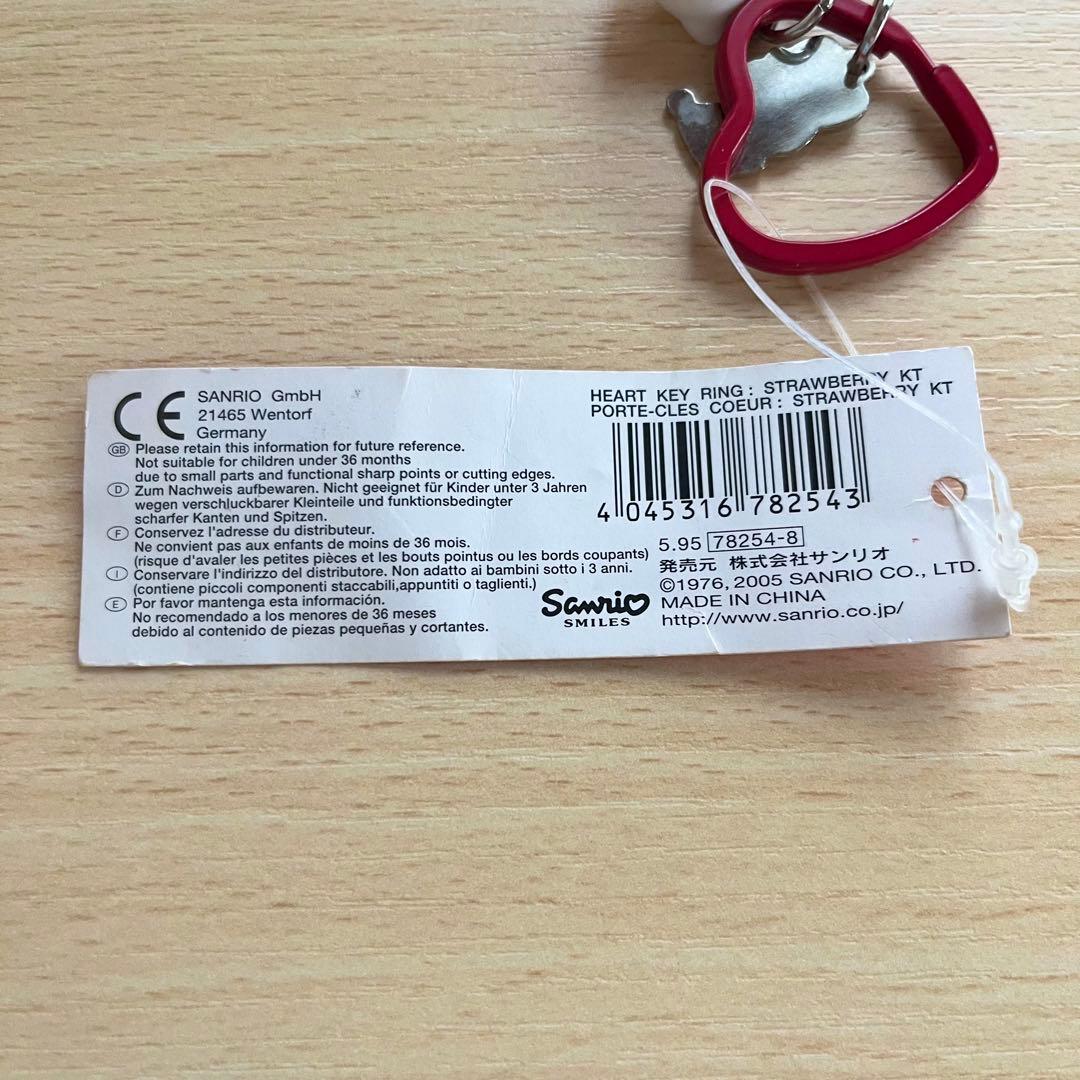 CE
SANRIO GmbH
21465 Wentorf
Germany
GB Please retain this information for future reference.
Not suitable for children under 36 months
due to small parts and functional sharp points or cutting edges.
D Zum Nachweis aufbewaren. Nicht geeignet für Kinder unter 3 Jahren
wegen verschluckbarer Kleinteile und funktionsbedingter
scharfer Kanten und Spitzen.
F Conservez l'adresse du distributeur.
Ne convient pas aux enfants de moins de 36 mois.
(risque d'avaler les petites pièces et les bouts pointus ou les bords coupants)
I Conservare l'indirizzo del distributore. Non adatto ai bambini sotto i 3 anni.
(contiene piccoli componenti staccabili,appuntiti o taglienti.)
E Por favor mantenga esta información.
No recomendado a los menores de 36 meses
debido al contenido de piezas pequeñas y cortantes.
Sanrio
SMILES
HEART KEY RING: STRAWBERRY KT
PORTE-CLES COEUR: STRAWBERRY KT
4 045316 782543
5.95 78254-8
発売元 株式会社サンリオ
©1976, 2005 SANRIO CO., LTD.
MADE IN CHINA
http://www.sanrio.co.jp/